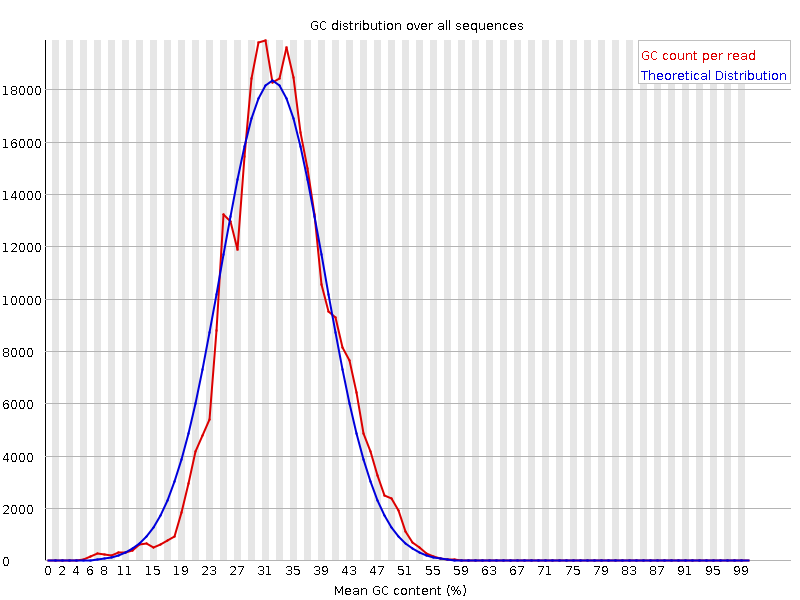 GC distribution over all sequences
GC count per read
Theoretical Distribution
18000
16000
14000
12000
10000
8000
6000
4000
2000
0
0 2 4 6 8 11 15 19 23 27 31 35 39 43 47 51 55 59 63 67 71 75 79 83 87 91 95 99
Mean GC content (%)